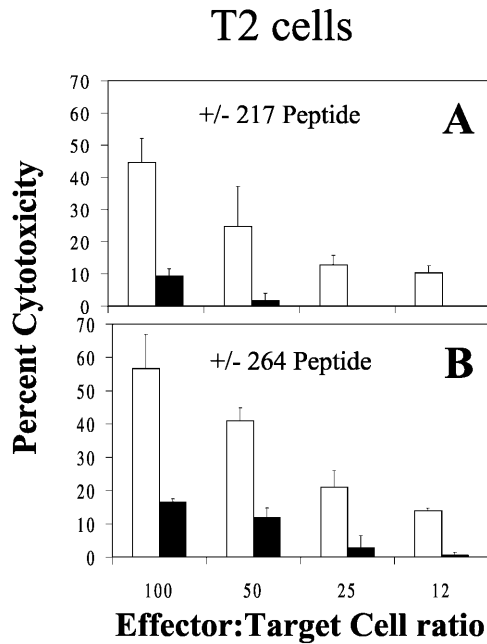 T2 cells
Percent Cytotoxicity
70
60
50
40
30
20
10
0
+/- 217 Peptide
A
70
60
50
40
30
20
10
0
+/- 264 Peptide
B
100 50 25 12
Effector:Target Cell ratio